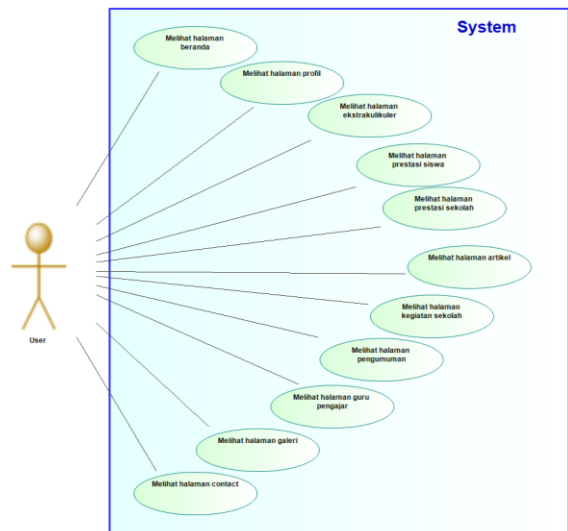 System
Melihat halaman
beranda
Melihat halaman profil
Melihat halaman
ekstrakulikuler
Melihat halaman
prestasi siswa
Melihat halaman
prestasi sekolah
Melihat halaman artikel
Melihat halaman
kegiatan sekolah
User
Melihat halaman
pengumuman
Melihat halaman guru
pengajar
Melihat halaman galeri
Melihat halaman contact